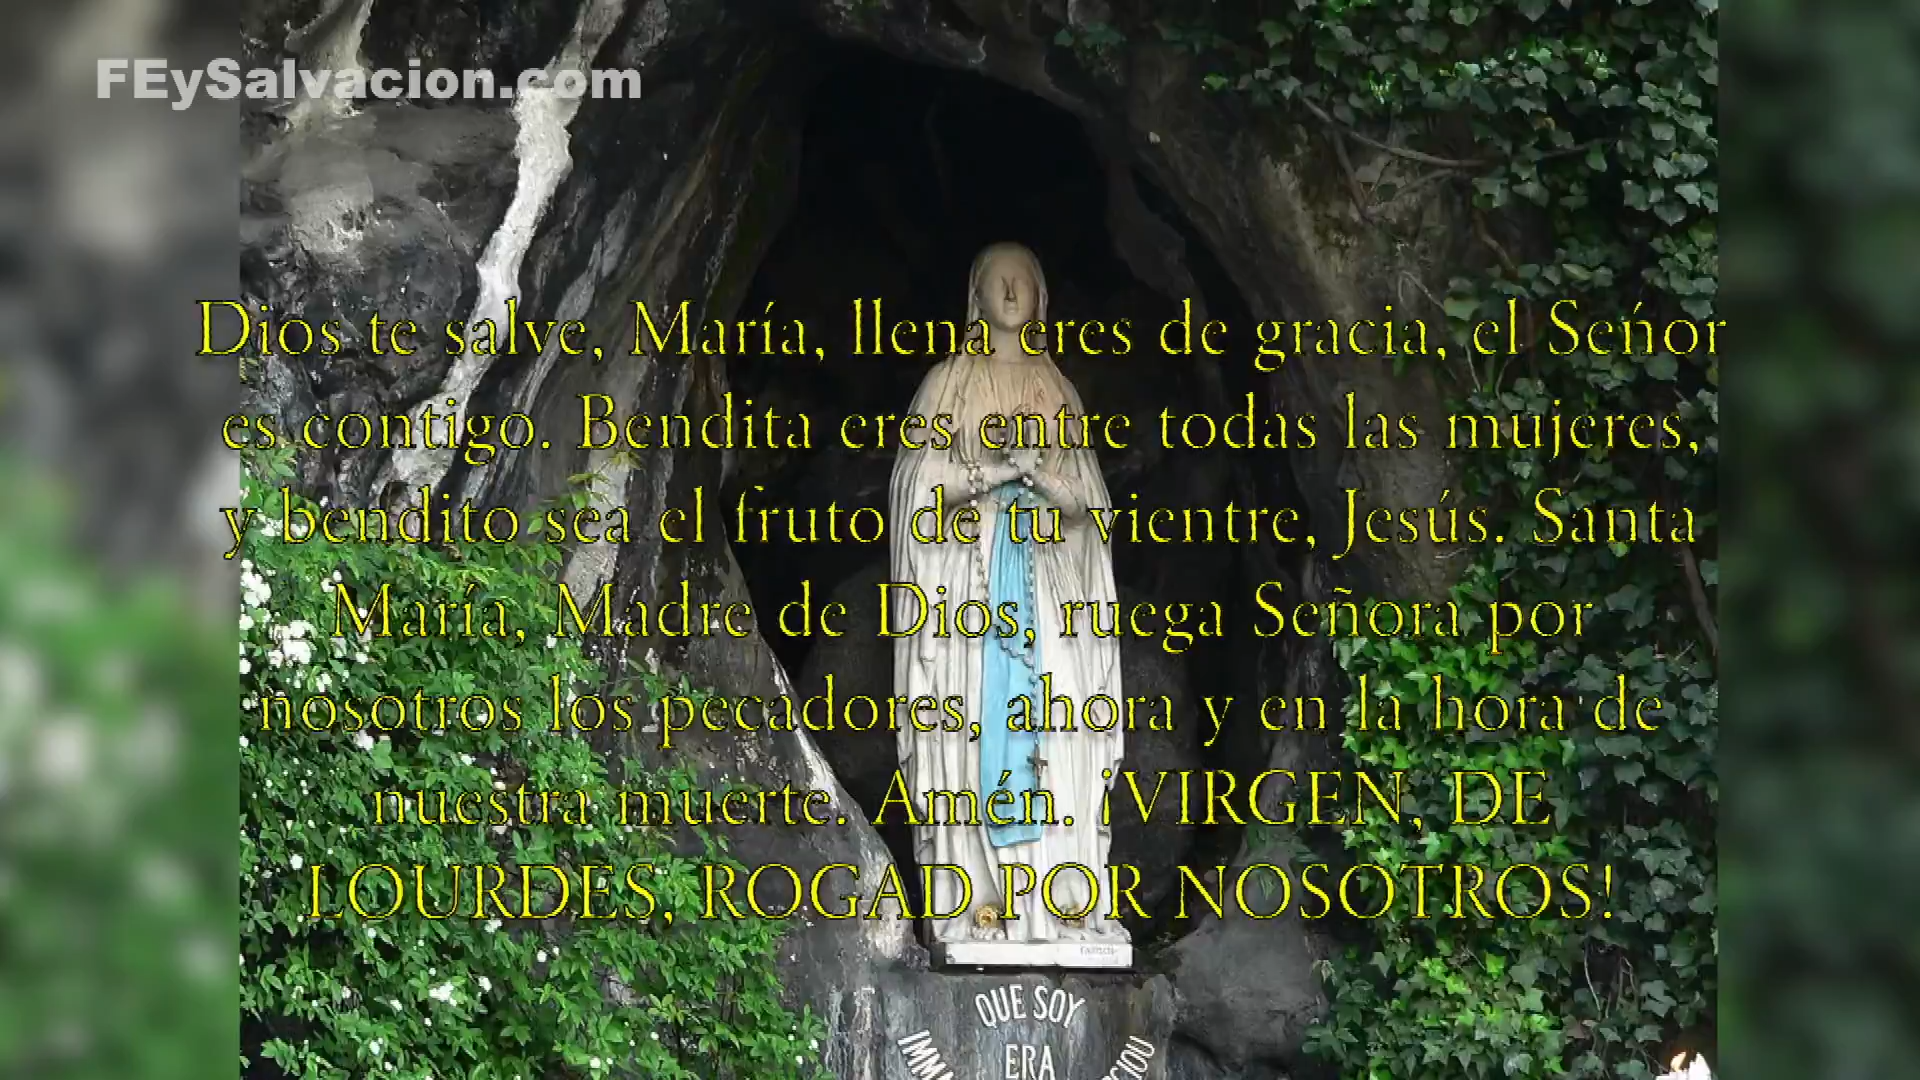 FEySalvacion.com
Dios te salve, María, llena eres de gracia, el Señor
es contigo. Bendita eres entre todas las mujeres,
y bendito sea el fruto de tu vientre, Jesús. Santa
María, Madre de Dios, ruega Señora por
nosotros los pecadores, ahora y en la hora de
nuestra muerte. Amén. ¡VIRGEN, DE
LOURDES, ROGAD POR NOSOTROS!
QUE SOY
ERA